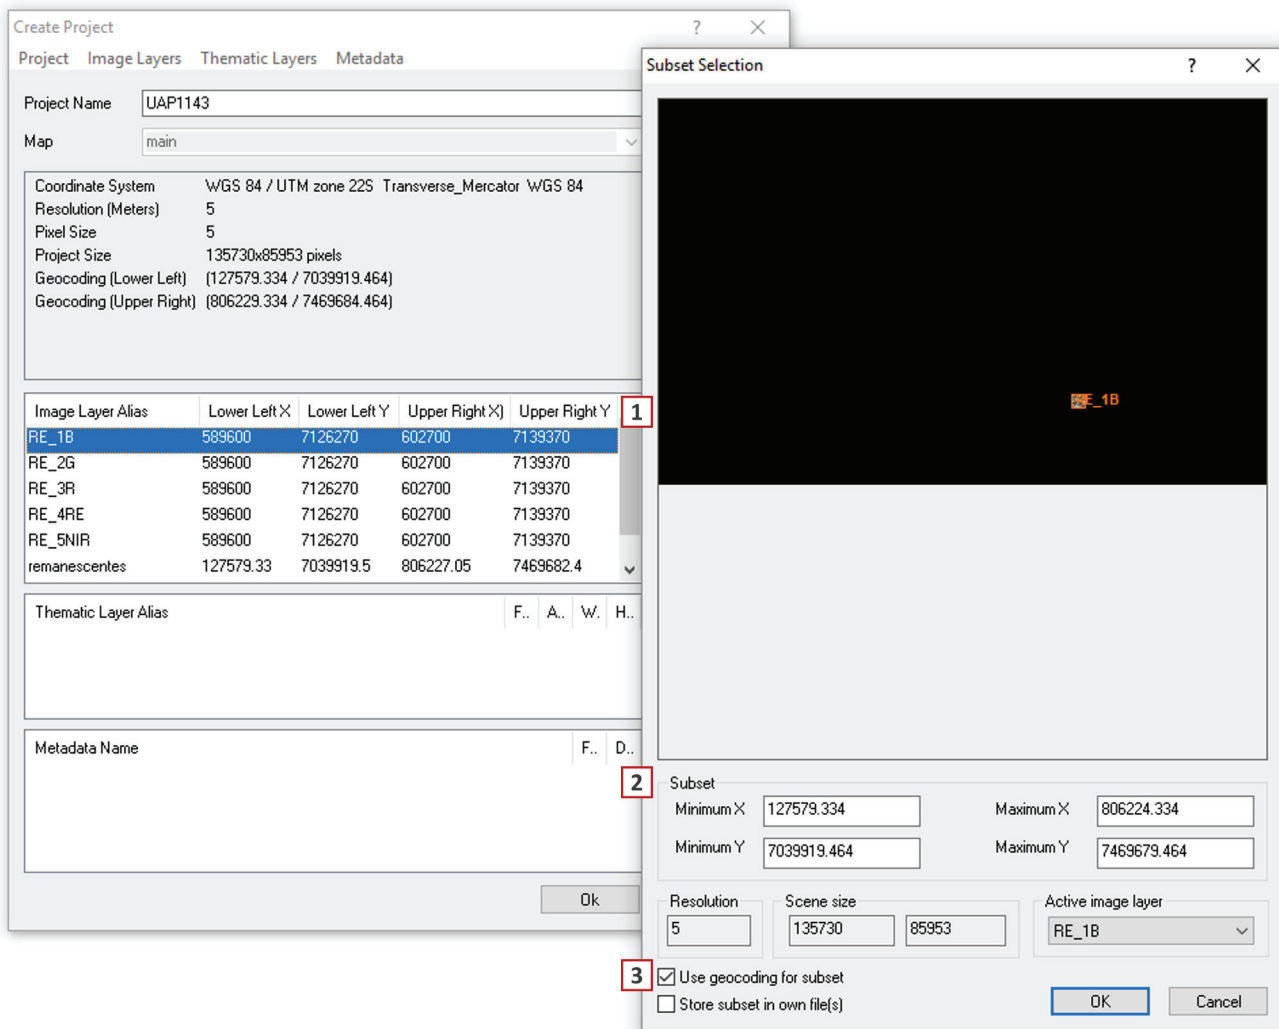 Create Project
?
Project Image Layers Thematic Layers Metadata
Project Name UAP1143
Map main
Coordinate System WGS 84 / UTM zone 22S Transverse_Mercator WGS 84
Resolution (Meters) 5
Pixel Size 5
Project Size 135730x85953 pixels
Geocoding (Lower Left) (127579.334 / 7039919.464)
Geocoding (Upper Right) (806229.334 / 7469684.464)
Image Layer Alias Lower Left X Lower Left Y Upper Right X) Upper Right Y
RE_1B 589600 7126270 602700 7139370
RE_2G 589600 7126270 602700 7139370
RE_3R 589600 7126270 602700 7139370
RE_4RE 589600 7126270 602700 7139370
RE_5NIR 589600 7126270 602700 7139370
remanescentes 127579.33 7039919.5 806227.05 7469682.4
Thematic Layer Alias F.. A.. W. H..
Metadata Name F.. D..
Ok
Subset Selection
?
RE_1B
1
2
Subset
Minimum X 127579.334 Maximum X 806224.334
Minimum Y 7039919.464 Maximum Y 7469679.464
Resolution Scene size Active image layer
5 135730 85953 RE_1B
3
Use geocoding for subset
Store subset in own file(s)
OK Cancel